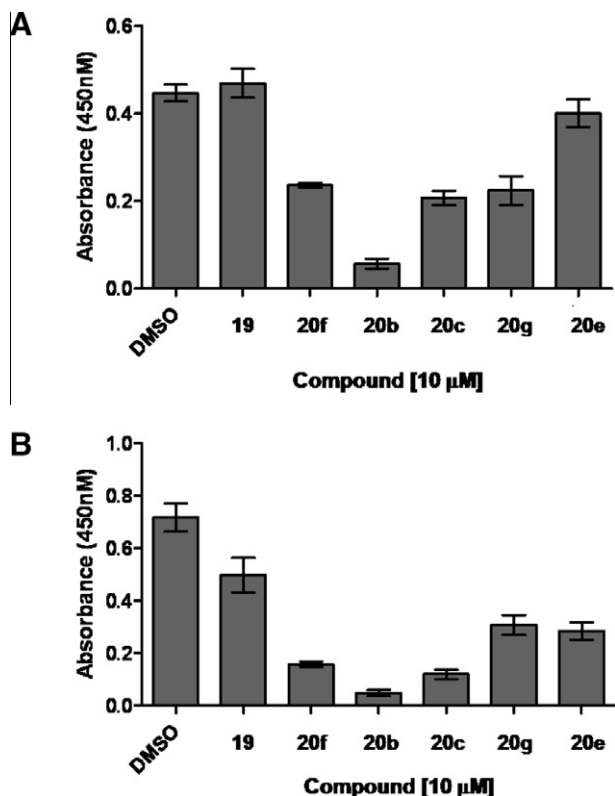 A
Absorbance (450nM)
0.6
0.4
0.2
0.0
DMSO 19 20f 20b 20c 20g 20e
Compound [10 µM]
B
Absorbance (450nM)
1.0
0.8
0.6
0.4
0.2
0.0
DMSO 19 20f 20b 20c 20g 20e
Compound [10 µM]